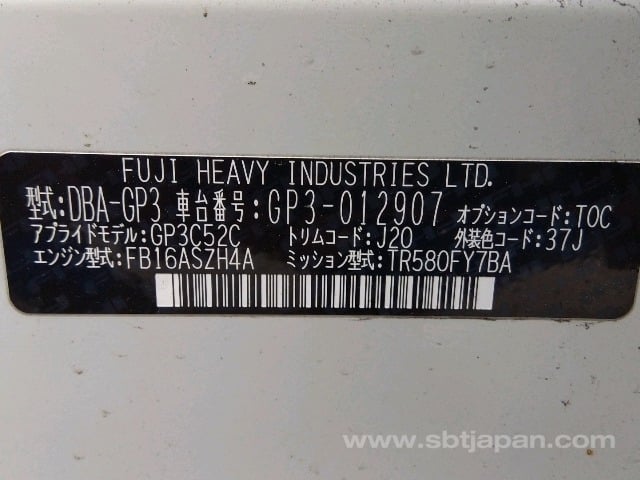 FUJI HEAVY INDUSTRIES LTD.
型式:DBA-GP3 車台番号:GP3-012907 オプションコード:TOC
アプライドモデル:GP3C52C トリムコード:J20 外装色コード:37J
エンジン型式:FB16ASZH4A ミッション型式:TR580FY7BA
www.sbtjapan.com